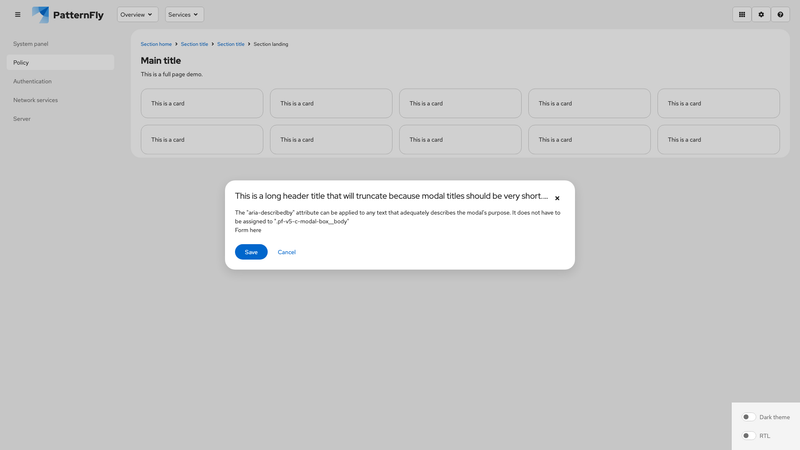 PatternFly
Overview
Services
System panel
Policy
Authentication
Network services
Server
Section home
Section title
Section title
Section landing
Main title
This is a full page demo.
This is a card
This is a card
This is a card
This is a card
This is a card
This is a card
This is a card
This is a card
This is a card
This is a card
This is a long header title that will truncate because modal titles should be very short....
The "aria-describedby" attribute can be applied to any text that adequately describes the modal's purpose. It does not have to
be assigned to ".pf-v5-c-modal-box__body"
Form here
Save
Cancel
Dark theme
RTL